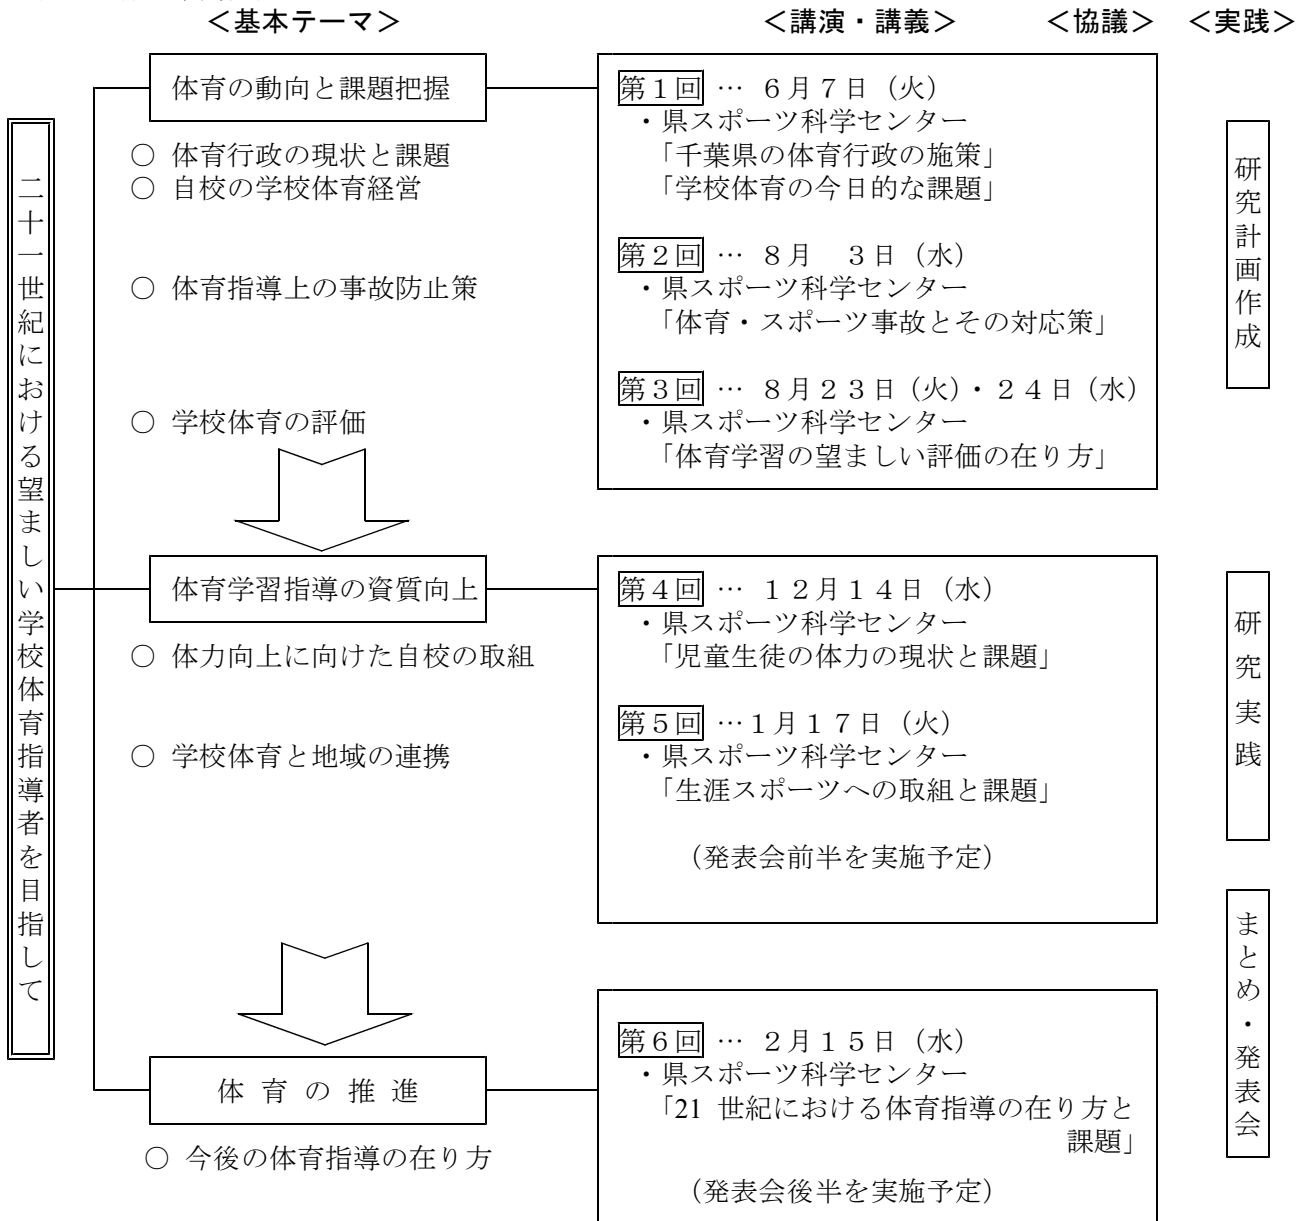 ＜基本テーマ＞ ＜講演・講義＞ ＜協議＞ ＜実践＞
二十一世紀における望ましい学校体育指導者を目指して
体育の動向と課題把握
○ 体育行政の現状と課題
○ 自校の学校体育経営
○ 体育指導上の事故防止策
○ 学校体育の評価
第１回 … ６月７日（火）
・県スポーツ科学センター
「千葉県の体育行政の施策」
「学校体育の今日的な課題」
第２回 … ８月　３日（水）
・県スポーツ科学センター
「体育・スポーツ事故とその対応策」
第３回 … ８月２３日（火）・２４日（水）
・県スポーツ科学センター
「体育学習の望ましい評価の在り方」
研究計画作成
体育学習指導の資質向上
○ 体力向上に向けた自校の取組
○ 学校体育と地域の連携
第４回 … １２月１４日（水）
・県スポーツ科学センター
「児童生徒の体力の現状と課題」
第５回 …１月１７日（火）
・県スポーツ科学センター
「生涯スポーツへの取組と課題」
（発表会前半を実施予定）
研究実践
体 育 の 推 進
○ 今後の体育指導の在り方
第６回 … ２月１５日（水）
・県スポーツ科学センター
「21 世紀における体育指導の在り方と
課題」
（発表会後半を実施予定）
まとめ・発表会